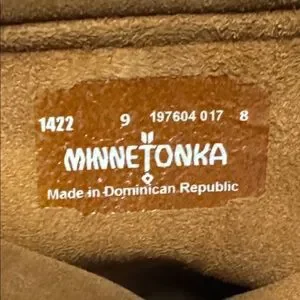 1422 9 197604 017 8
MINNETONKA
Made in Dominican Republic